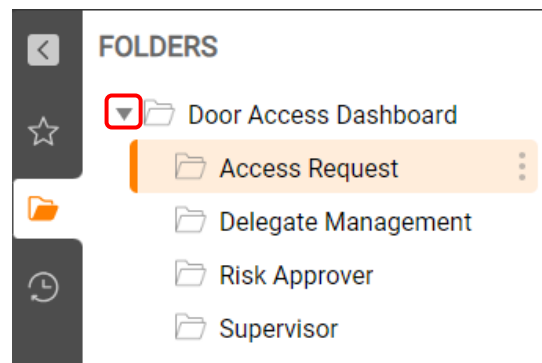 FOLDERS
Door Access Dashboard
Access Request
Delegate Management
Risk Approver
Supervisor